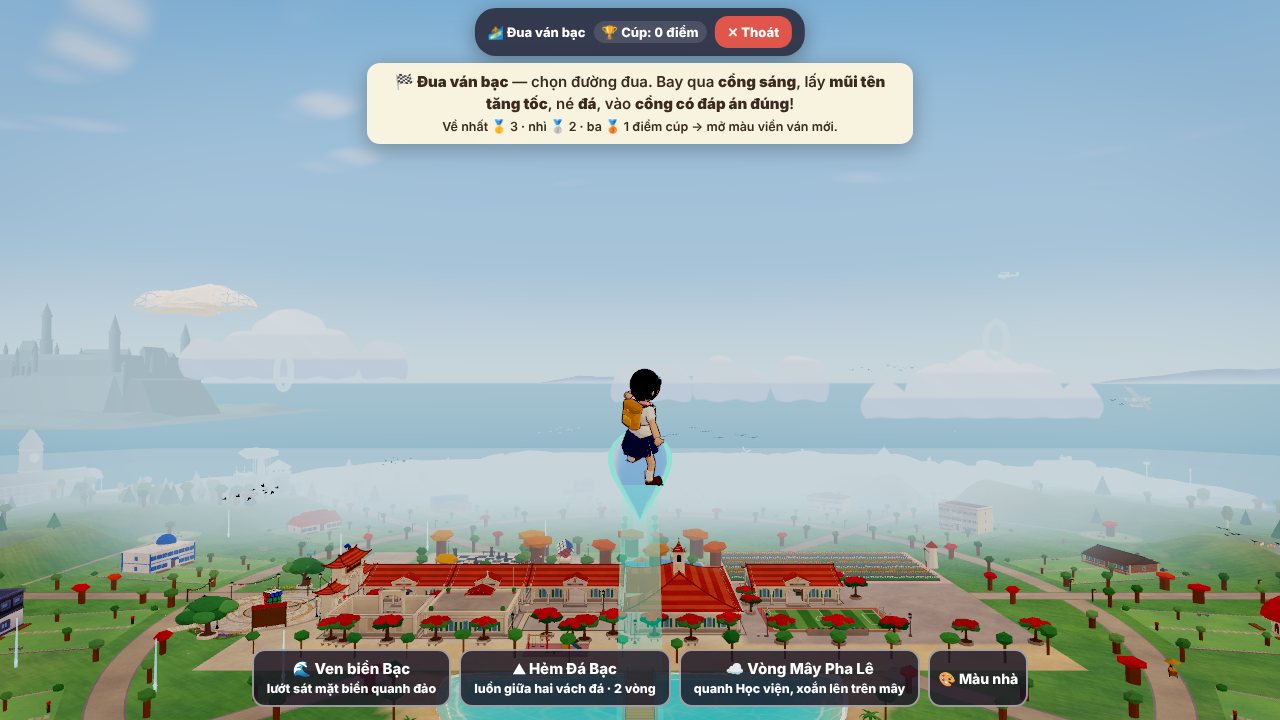 🏄 Đua ván bạc 🏆 Cúp: 0 điểm ✕ Thoát
🏁 Đua ván bạc — chọn đường đua. Bay qua cổng sáng, lấy mũi tên
tăng tốc, né đá, vào cổng có đáp án đúng!
Về nhất 🥇 3 · nhì 🥈 2 · ba 🥉 1 điểm cúp → mở màu viền ván mới.
🌊 Ven biển Bạc
lướt sát mặt biển quanh đảo
▲ Hẻm Đá Bạc
luồn giữa hai vách đá · 2 vòng
☁️ Vòng Mây Pha Lê
quanh Học viện, xoắn lên trên mây
🎨 Màu nhà